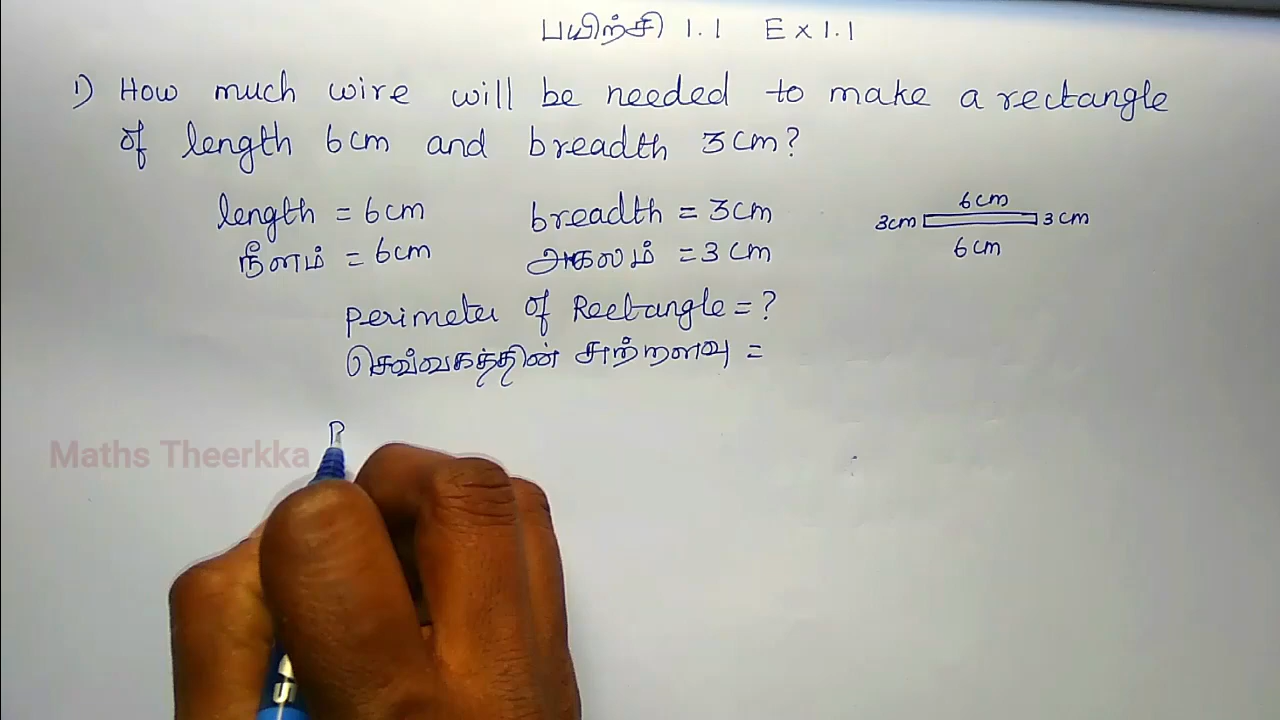 பயிற்சி 1.1 Ex 1.1
1) How much wire will be needed to make a rectangle
of length 6cm and breadth 3cm?
length = 6cm breadth = 3cm
நீளம் = 6cm அகலம் = 3cm
6cm
3cm 3cm
6cm
Perimeter of Rectangle = ?
செவ்வகத்தின் சுற்றளவு =
P
Maths Theerkka